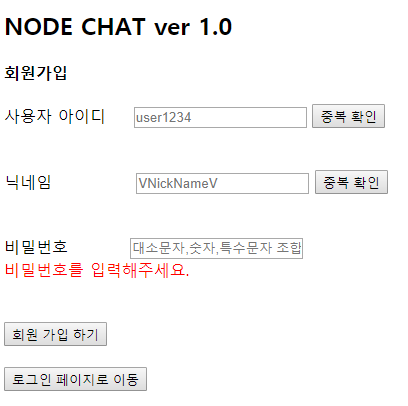 NODE CHAT ver 1.0
회원가입
사용자 아이디 user1234 중복 확인
닉네임 VNickNameV 중복 확인
비밀번호 대소문자,숫자,특수문자 조합
비밀번호를 입력해주세요.
회원 가입 하기
로그인 페이지로 이동